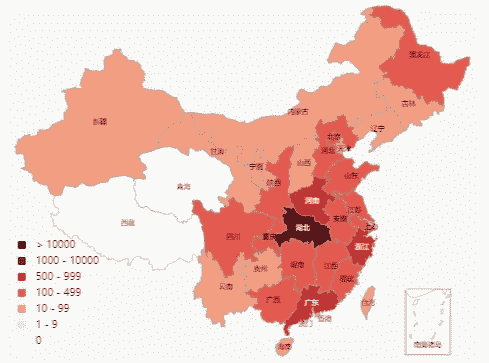 黑龙江
吉林
辽宁
内蒙古
新疆
甘肃
北京
天津
河北
山西
宁夏
青海
陕西
山东
河南
江苏
安徽
西藏
四川
重庆
湖北
上
浙江
湖南
江西
贵州
福建
云南
广西
广东
台湾
澳门
香港
海南
南海诸岛
> 10000
1000 - 10000
500 - 999
100 - 499
10 - 99
1 - 9
0